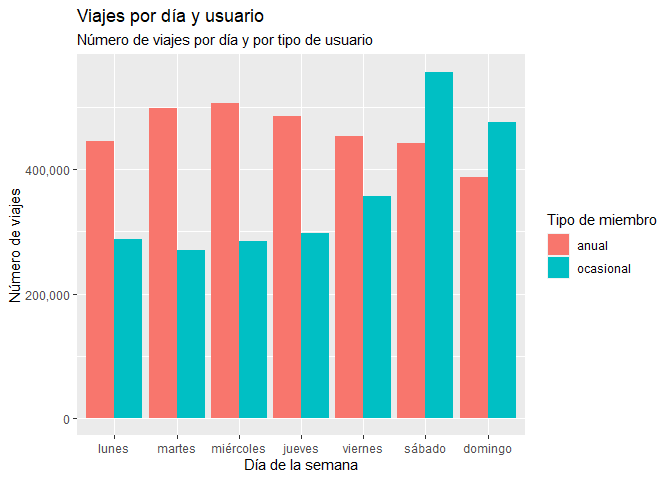 Viajes por día y usuario
Número de viajes por día y por tipo de usuario
Número de viajes
400,000
200,000
0
lunes martes miércoles jueves viernes sábado domingo
Día de la semana
Tipo de miembro
anual
ocasional